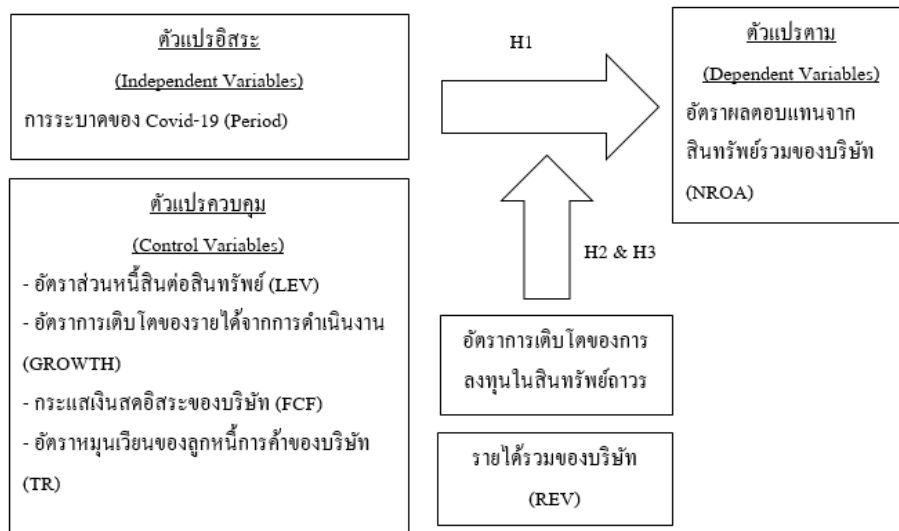 ตัวแปรอิสระ
(Independent Variables)
การระบาดของ Covid-19 (Period)
H1
ตัวแปรตาม
(Dependent Variables)
อัตราผลตอบแทนจาก
สินทรัพย์รวมของบริษัท
(NROA)
ตัวแปรควบคุม
(Control Variables)
- อัตราส่วนหนี้สินต่อสินทรัพย์ (LEV)
- อัตราการเติบโตของรายได้จากการดำเนินงาน
(GROWTH)
- กระแสเงินสดอิสระของบริษัท (FCF)
- อัตราหมุนเวียนของลูกหนี้การค้าของบริษัท
(TR)
H2 & H3
อัตราการเติบโตของการ
ลงทุนในสินทรัพย์ถาวร
รายได้รวมของบริษัท
(REV)